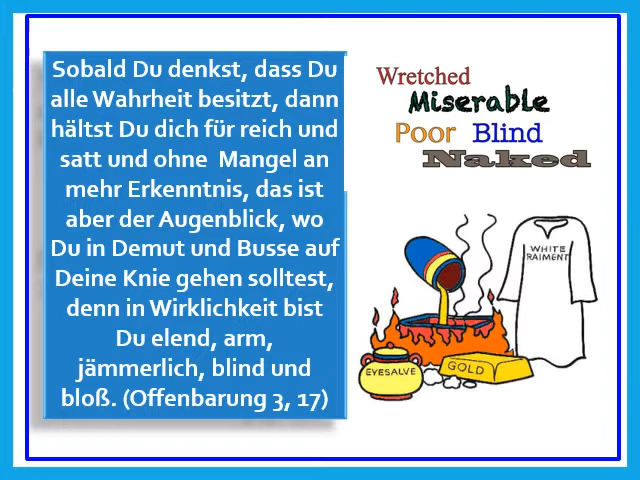 Sobald Du denkst, dass Du
alle Wahrheit besitzt, dann
hältst Du dich für reich und
satt und ohne Mangel an
mehr Erkenntnis, das ist
aber der Augenblick, wo
Du in Demut und Busse auf
Deine Knie gehen solltest,
denn in Wirklichkeit bist
Du elend, arm,
jämmerlich, blind und
bloß. (Offenbarung 3, 17)
Wretched
Miserable
Poor Blind
Naked
WHITE
RAIMENT
EYESALVE
GOLD